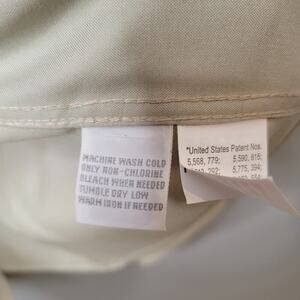 MACHINE WASH COLD
ONLY NON-CHLORINE
BLEACH WHEN NEEDED
TUMBLE DRY LOW
WARM IRON IF NEEDED
*United States Patent Nos.
5,568,779; 5,590,615;
292; 5,775,394;